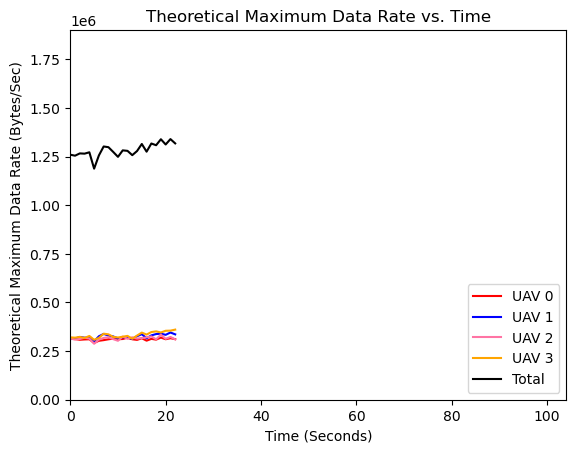 Theoretical Maximum Data Rate vs. Time
1e6
Theoretical Maximum Data Rate (Bytes/Sec)
1.75
1.50
1.25
1.00
0.75
0.50
0.25
0.00
0
20
40
60
80
100
Time (Seconds)
UAV 0
UAV 1
UAV 2
UAV 3
Total